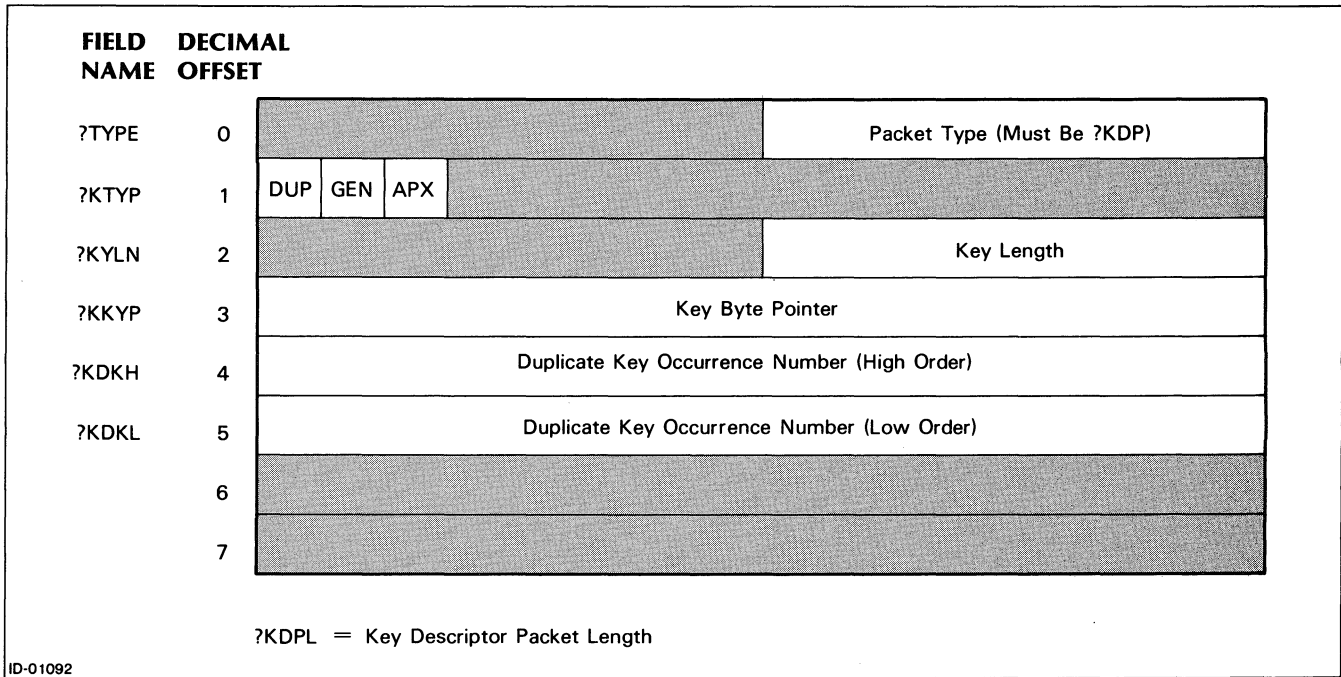 FIELD DECIMAL
NAME OFFSET
?TYPE 0 Packet Type (Must Be ?KDP)
?KTYP 1 DUP GEN APX
?KYLN 2 Key Length
?KKYP 3 Key Byte Pointer
?KDKH 4 Duplicate Key Occurrence Number (High Order)
?KDKL 5 Duplicate Key Occurrence Number (Low Order)
6
7
?KDPL = Key Descriptor Packet Length
ID-01092